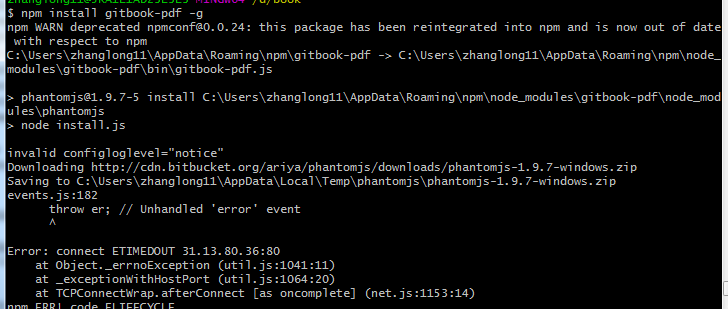 $ npm install gitbook-pdf -g
npm WARN deprecated npmconf@0.0.24: this package has been reintegrated into npm and is now out of date
 with respect to npm
C:\Users\zhanglong11\AppData\Roaming\npm\gitbook-pdf -> C:\Users\zhanglong11\AppData\Roaming\npm\node_
modules\gitbook-pdf\bin\gitbook-pdf.js
> phantomjs@1.9.7-5 install C:\Users\zhanglong11\AppData\Roaming\npm\node_modules\gitbook-pdf\node_mod
ules\phantomjs
> node install.js
invalid configloglevel="notice"
Downloading http://cdn.bitbucket.org/ariya/phantomjs/downloads/phantomjs-1.9.7-windows.zip
Saving to C:\Users\zhanglong11\AppData\Local\Temp\phantomjs\phantomjs-1.9.7-windows.zip
events.js:182
      throw er; // Unhandled 'error' event
      ^
Error: connect ETIMEDOUT 31.13.80.36:80
    at Object._errnoException (util.js:1041:11)
    at _exceptionWithHostPort (util.js:1064:20)
    at TCPConnectWrap.afterConnect [as oncomplete] (net.js:1153:14)
npm ERR! code ELIFECYCLE